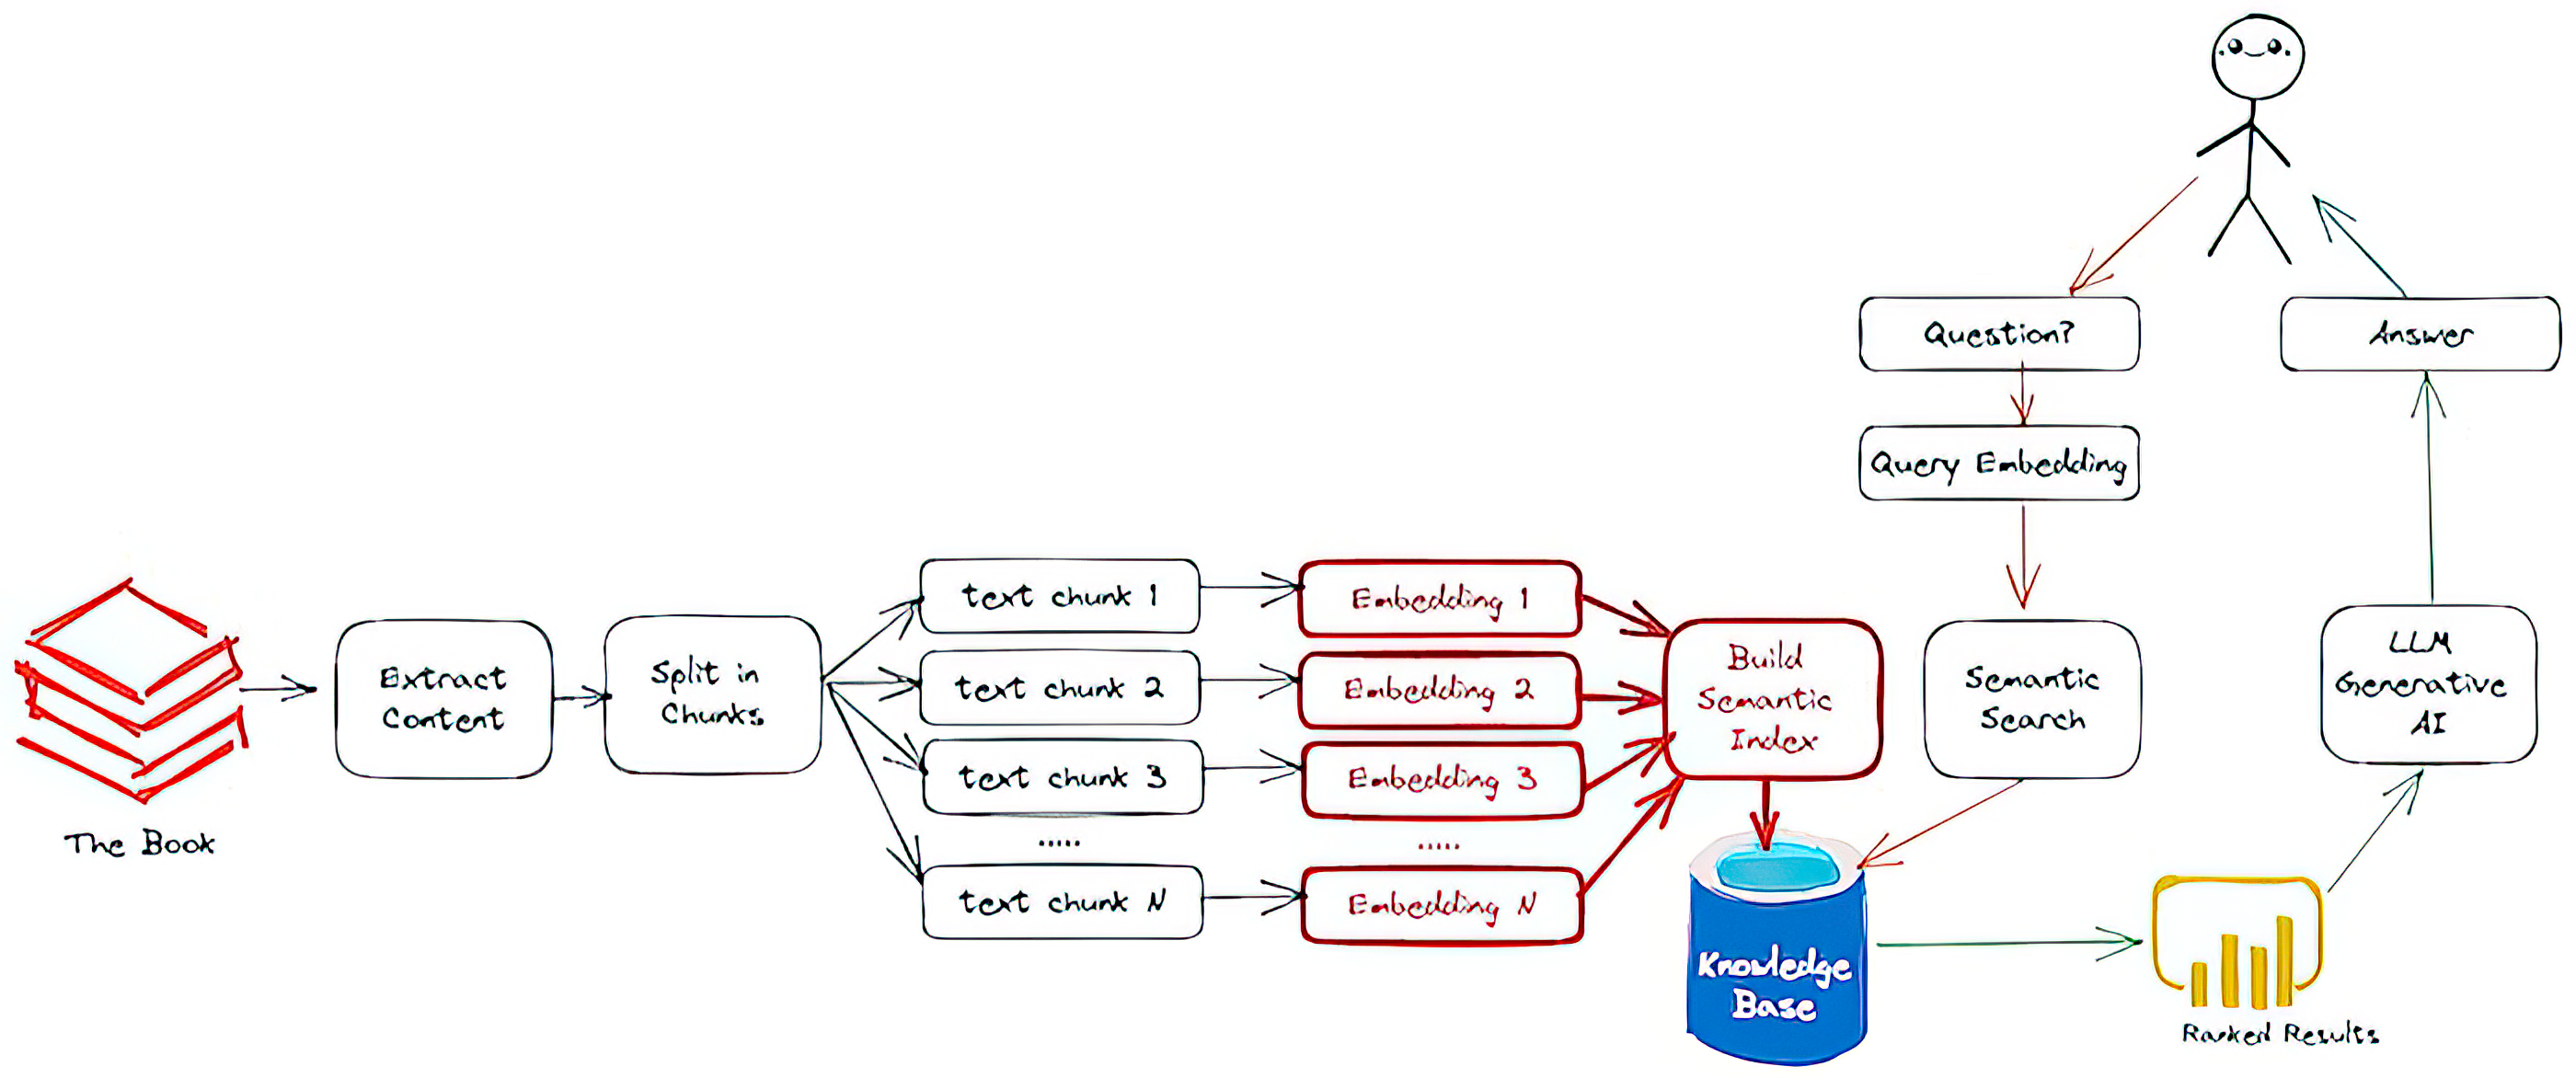 The Book
Extract
Content
Split in
Chunks
text chunk 1
text chunk 2
text chunk 3
.....
text chunk N
Embedding 1
Embedding 2
Embedding 3
.....
Embedding N
Build
Semantic
Index
Knowledge
Base
Question?
Query Embedding
Semantic
Search
Ranked Results
LLM
Generative
AI
Answer